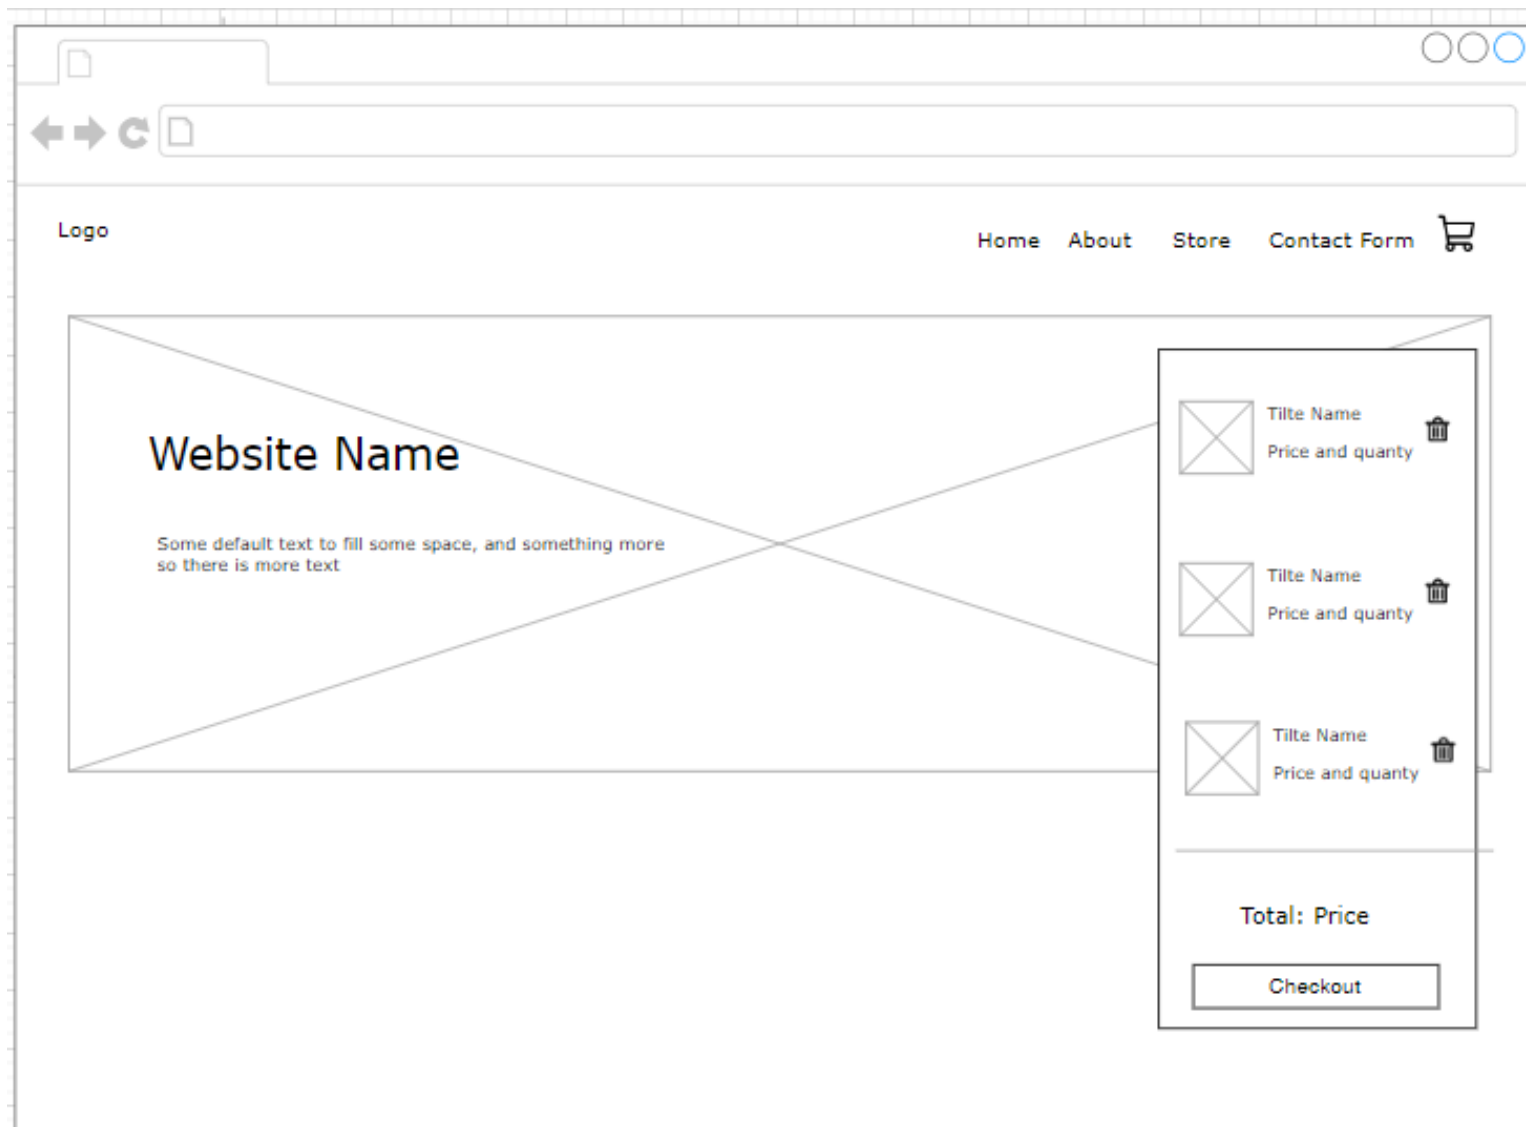 Logo
Home About Store Contact Form
Website Name
Some default text to fill some space, and something more
so there is more text
Tilte Name
Price and quanty
Tilte Name
Price and quanty
Tilte Name
Price and quanty
Total: Price
Checkout